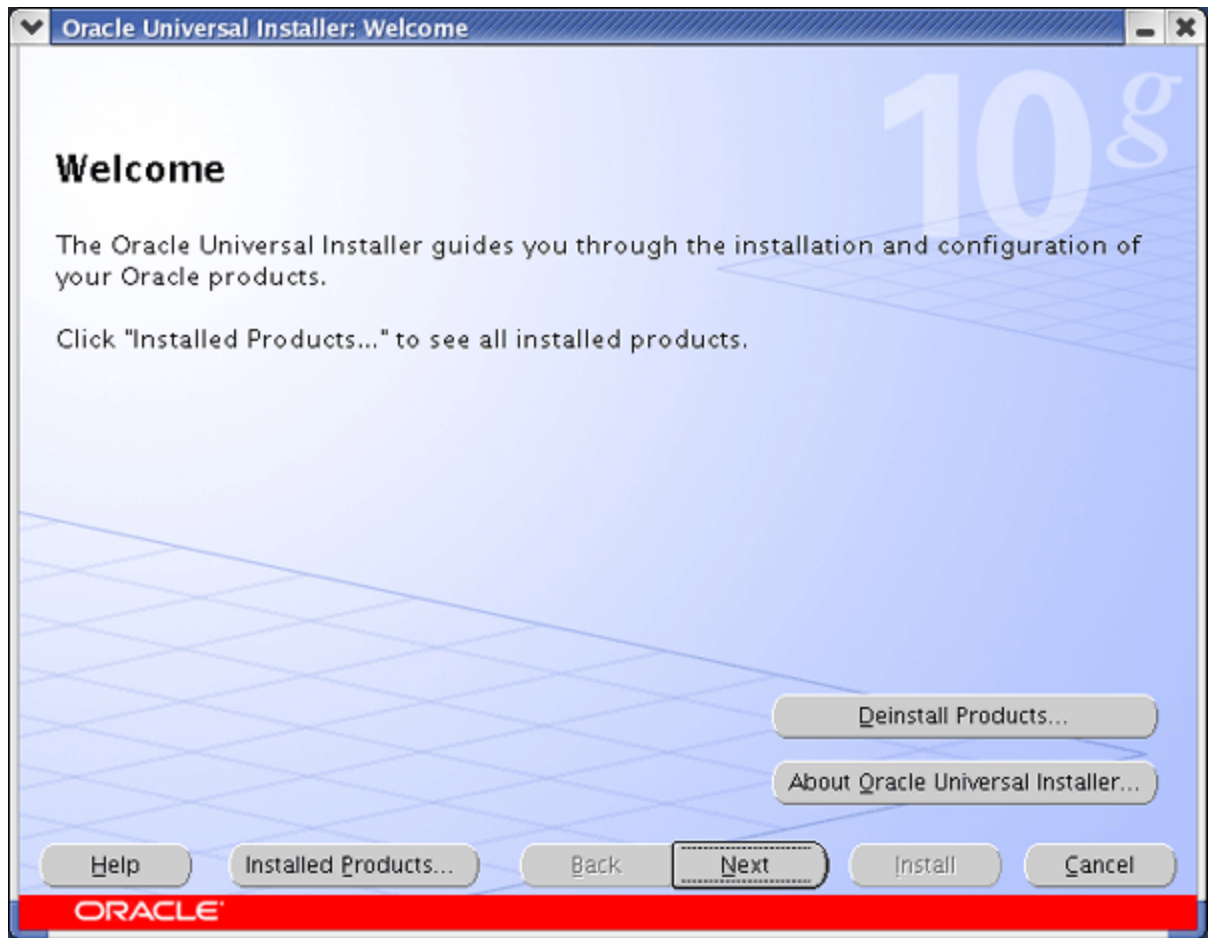 Oracle Universal Installer: Welcome
10g
Welcome
The Oracle Universal Installer guides you through the installation and configuration of
your Oracle products.
Click "Installed Products..." to see all installed products.
Deinstall Products...
About Oracle Universal Installer...
Help Installed Products... Back Next Install Cancel
ORACLE